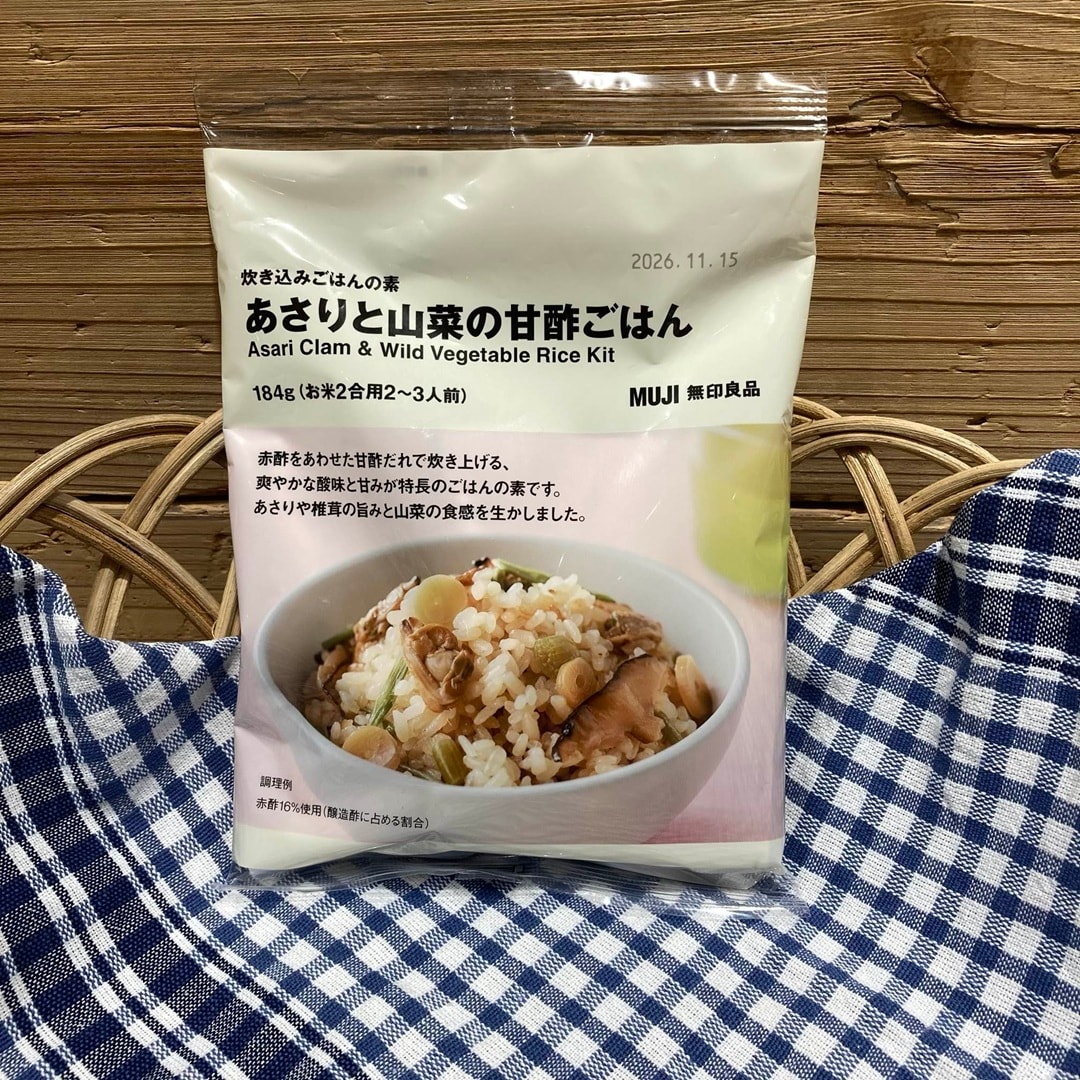 2026.11.15
炊き込みごはんの素
あさりと山菜の甘酢ごはん
Asari Clam & Wild Vegetable Rice Kit
184g(お米2合用2〜3人前)
MUJI 無印良品
赤酢をあわせた甘酢だれで炊き上げる、
爽やかな酸味と甘みが特長のごはんの素です。
あさりや椎茸の旨みと山菜の食感を生かしました。
調理例
赤酢16%使用(醸造酢に占める割合)